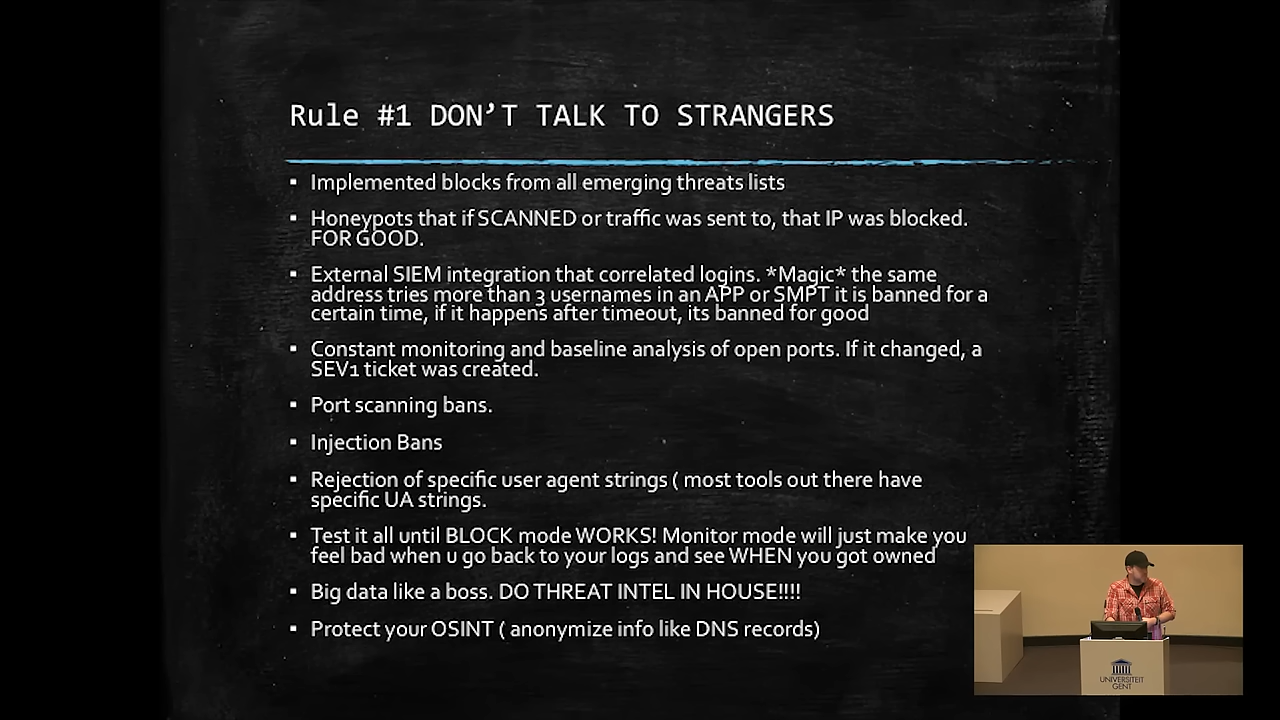 Rule #1 DON'T TALK TO STRANGERS
▪ Implemented blocks from all emerging threats lists
▪ Honeypots that if SCANNED or traffic was sent to, that IP was blocked.
FOR GOOD.
▪ External SIEM integration that correlated logins. *Magic* the same
address tries more than 3 usernames in an APP or SMPT it is banned for a
certain time, if it happens after timeout, its banned for good
▪ Constant monitoring and baseline analysis of open ports. If it changed, a
SEV1 ticket was created.
▪ Port scanning bans.
▪ Injection Bans
▪ Rejection of specific user agent strings ( most tools out there have
specific UA strings.
▪ Test it all until BLOCK mode WORKS! Monitor mode will just make you
feel bad when u go back to your logs and see WHEN you got owned
▪ Big data like a boss. DO THREAT INTEL IN HOUSE!!!!
▪ Protect your OSINT ( anonymize info like DNS records)
UNIVERSITEIT
GENT